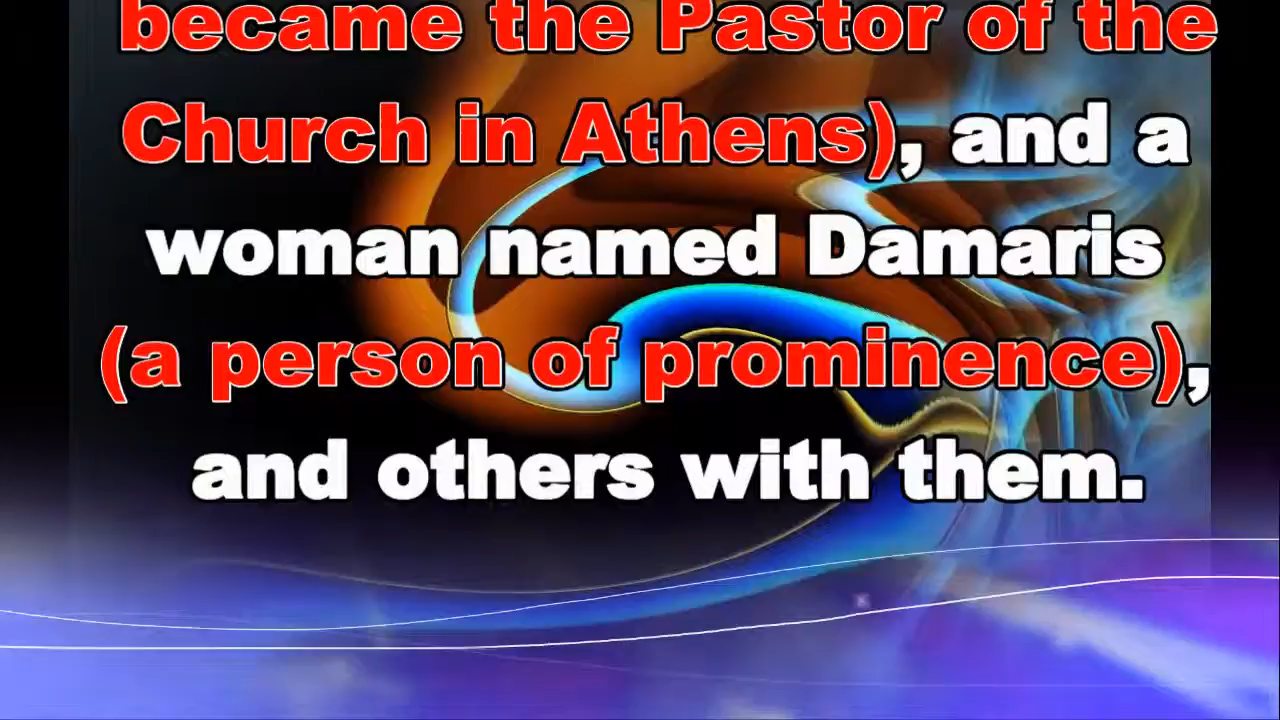 became the Pastor of the
Church in Athens), and a
woman named Damaris
(a person of prominence),
and others with them.